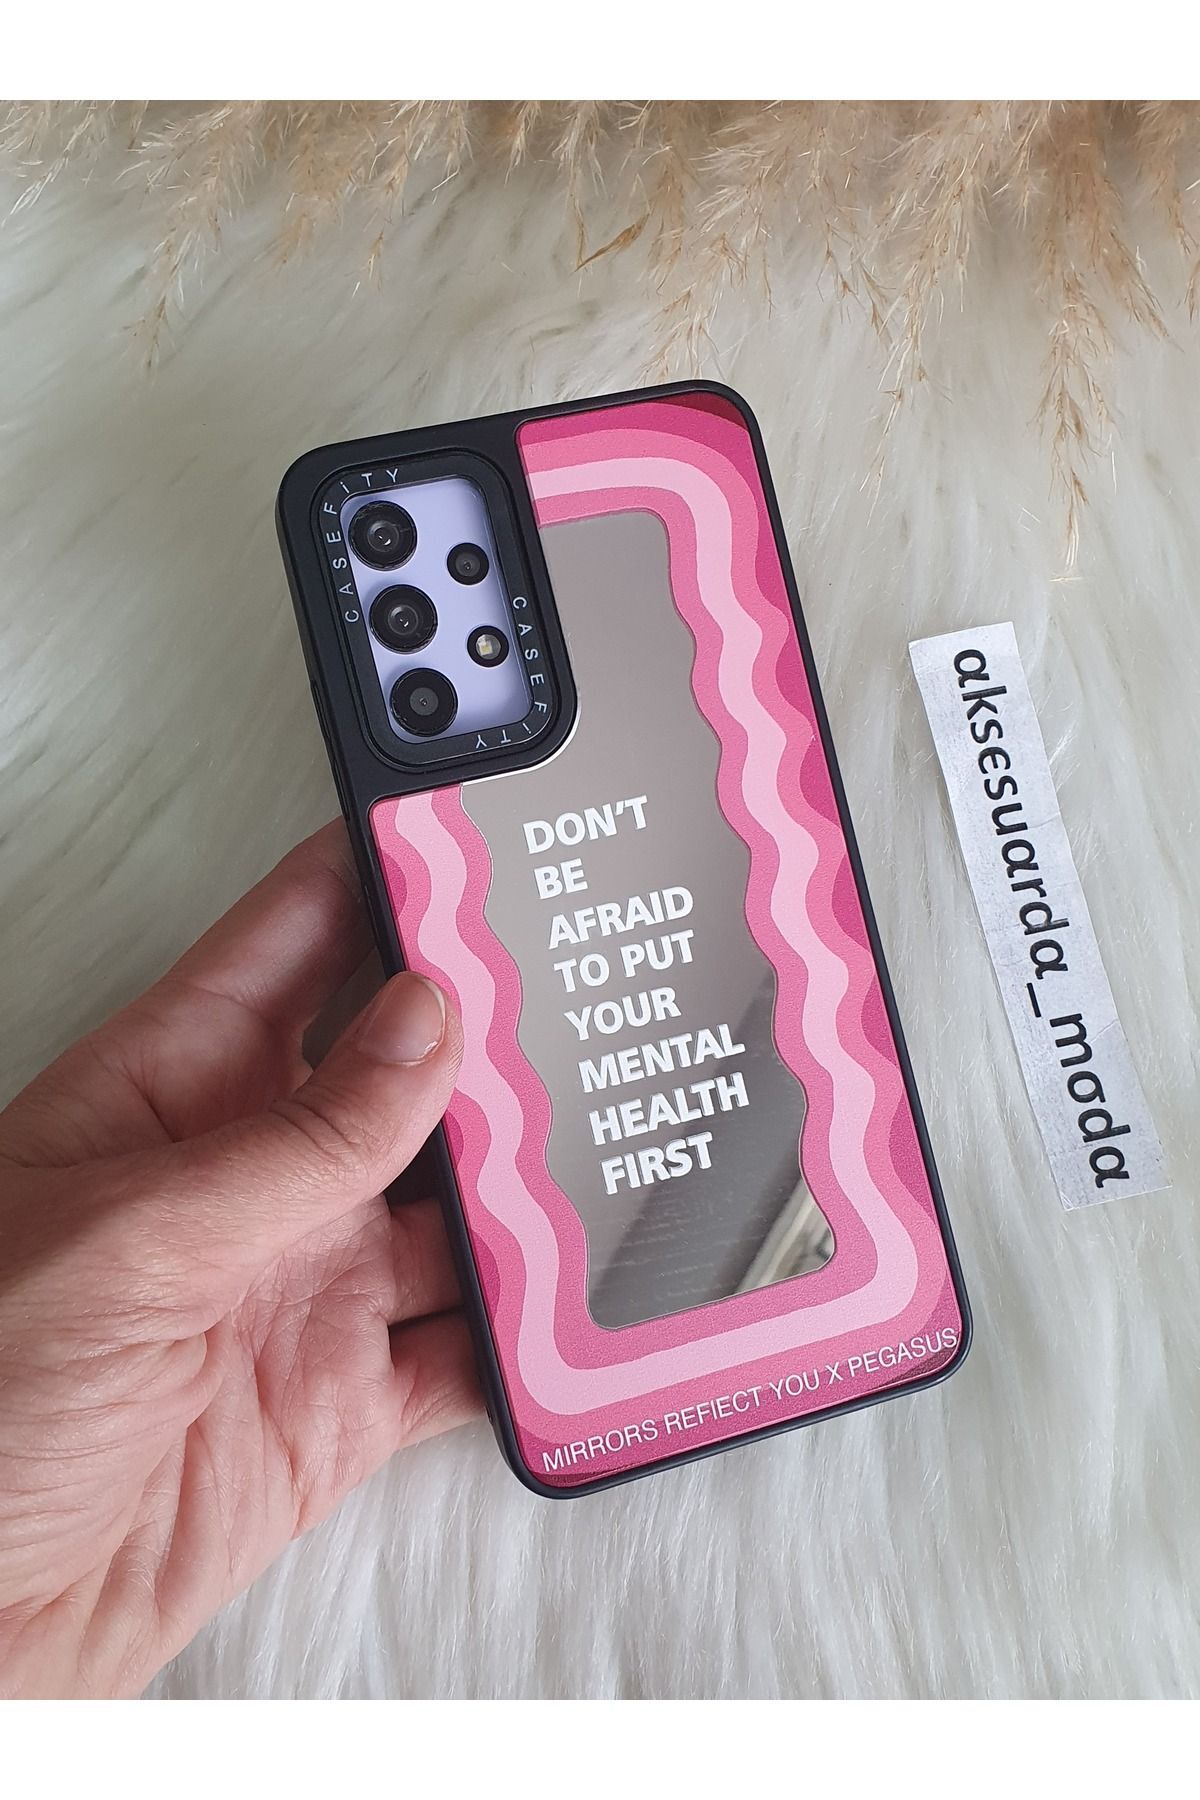 CASEFiTY
CASEFiTY
DON'T
BE
AFRAID
TO PUT
YOUR
MENTAL
HEALTH
FIRST
MIRRORS REFIECT YOU X PEGASUS
aksesuarda_moda